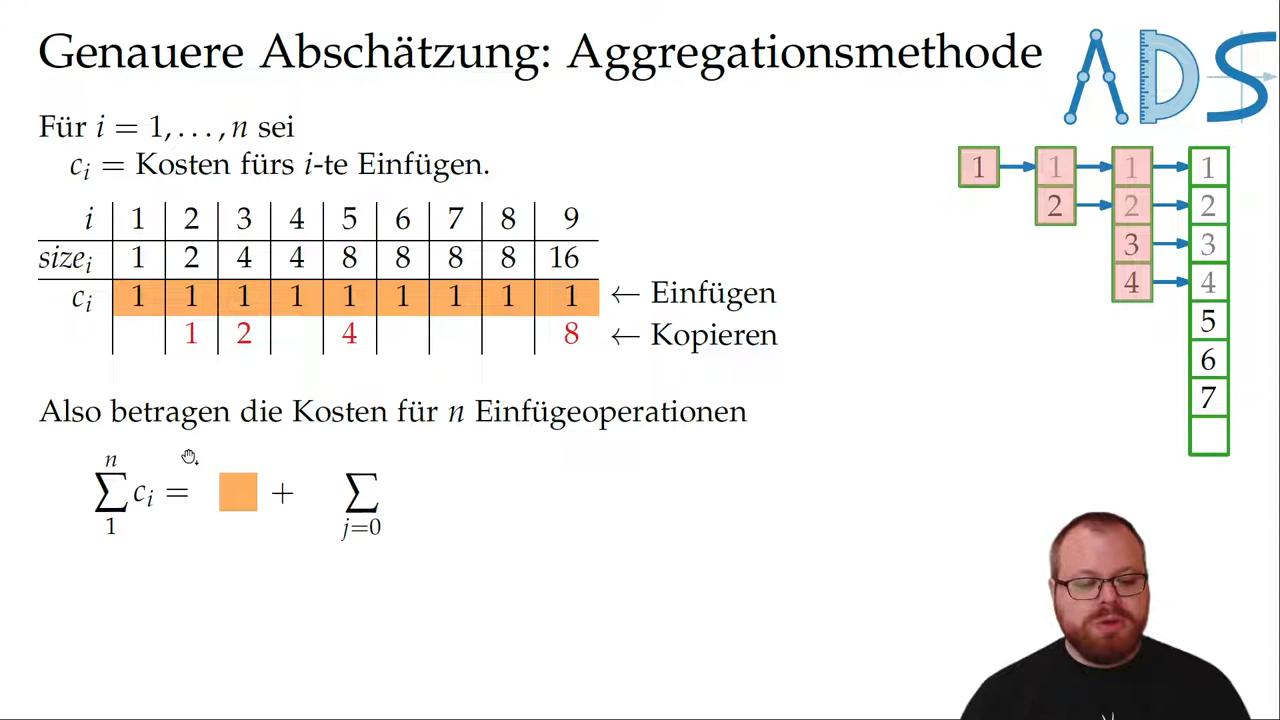 Genauere Abschätzung: Aggregationsmethode
ADS
Für i = 1, . . . , n sei
c_i = Kosten fürs i-te Einfügen.
i 1 2 3 4 5 6 7 8 9
size_i 1 2 4 4 8 8 8 8 16
c_i 1 1 1 1 1 1 1 1 1 ← Einfügen
1 2 4 8 ← Kopieren
Also betragen die Kosten für n Einfügeoperationen
n
∑ c_i = + ∑
1 j=0
1 1 1 1
2 2 2
3 3
4 4
5
6
7